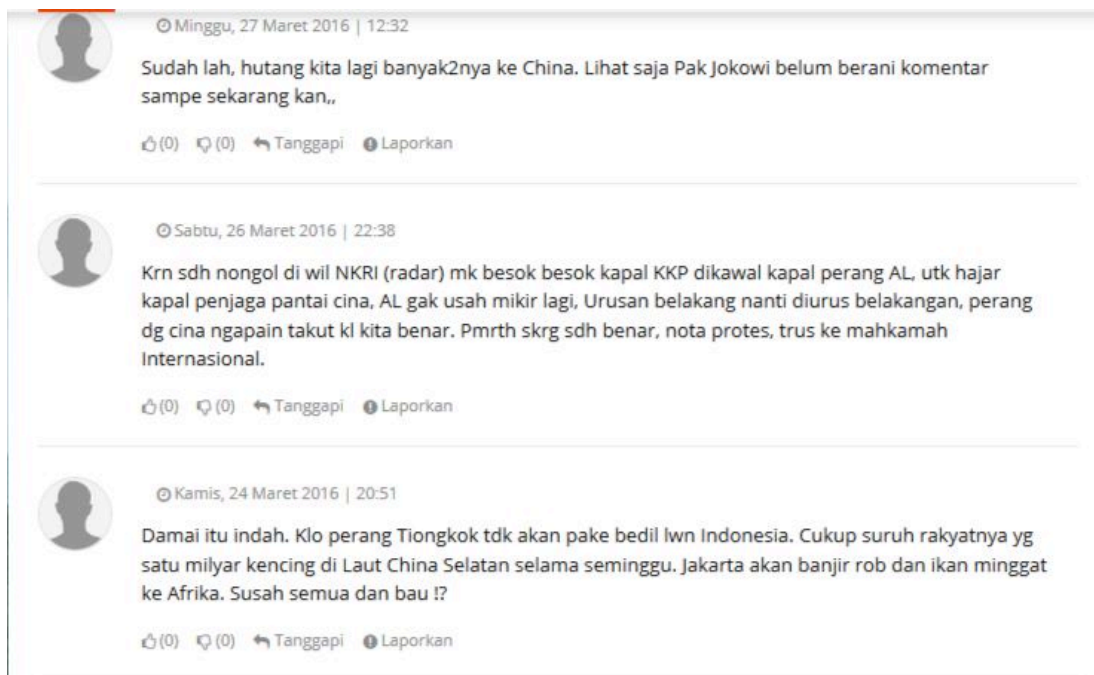 Minggu, 27 Maret 2016 | 12:32
Sudah lah, hutang kita lagi banyak2nya ke China. Lihat saja Pak Jokowi belum berani komentar
sampe sekarang kan,,
(0) (0) Tanggapi Laporkan
Sabtu, 26 Maret 2016 | 22:38
Krn sdh nongol di wil NKRI (radar) mk besok besok kapal KKP dikawal kapal perang AL, utk hajar
kapal penjaga pantai cina, AL gak usah mikir lagi, Urusan belakang nanti diurus belakangan, perang
dg cina ngapain takut kl kita benar. Pmrth skrg sdh benar, nota protes, trus ke mahkamah
Internasional.
(0) (0) Tanggapi Laporkan
Kamis, 24 Maret 2016 | 20:51
Damai itu indah. Klo perang Tiongkok tdk akan pake bedil lwn Indonesia. Cukup suruh rakyatnya yg
satu milyar kencing di Laut China Selatan selama seminggu. Jakarta akan banjir rob dan ikan minggat
ke Afrika. Susah semua dan bau !?
(0) (0) Tanggapi Laporkan